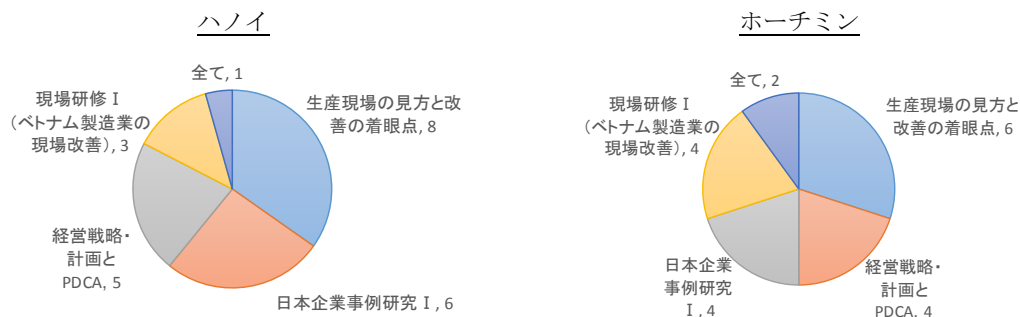 ハノイ
全て, 1
生産現場の見方と改
善の着眼点, 8
現場研修Ⅰ
（ベトナム製造業の
現場改善）, 3
経営戦略・
計画と
PDCA, 5
日本企業事例研究Ⅰ, 6
ホーチミン
全て, 2
生産現場の見方と
改善の着眼点, 6
現場研修Ⅰ
（ベトナム製造業の
現場改善）, 4
日本企業
事例研究
Ⅰ, 4
経営戦略・
計画と
PDCA, 4